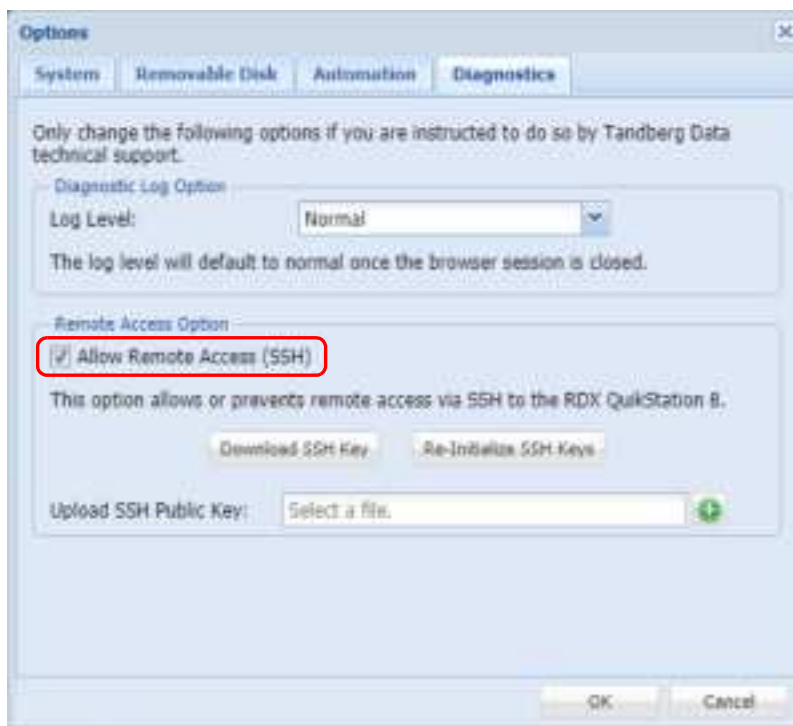 Options
System Removable Disk Automation Diagnostics
Only change the following options if you are instructed to do so by Tandberg Data
technical support.
Diagnostic Log Option
Log Level: Normal
The log level will default to normal once the browser session is closed.
Remote Access Option
Allow Remote Access (SSH)
This option allows or prevents remote access via SSH to the RDX QuikStation 8.
Download SSH Key Re-Initialize SSH Keys
Upload SSH Public Key: Select a file.
OK Cancel